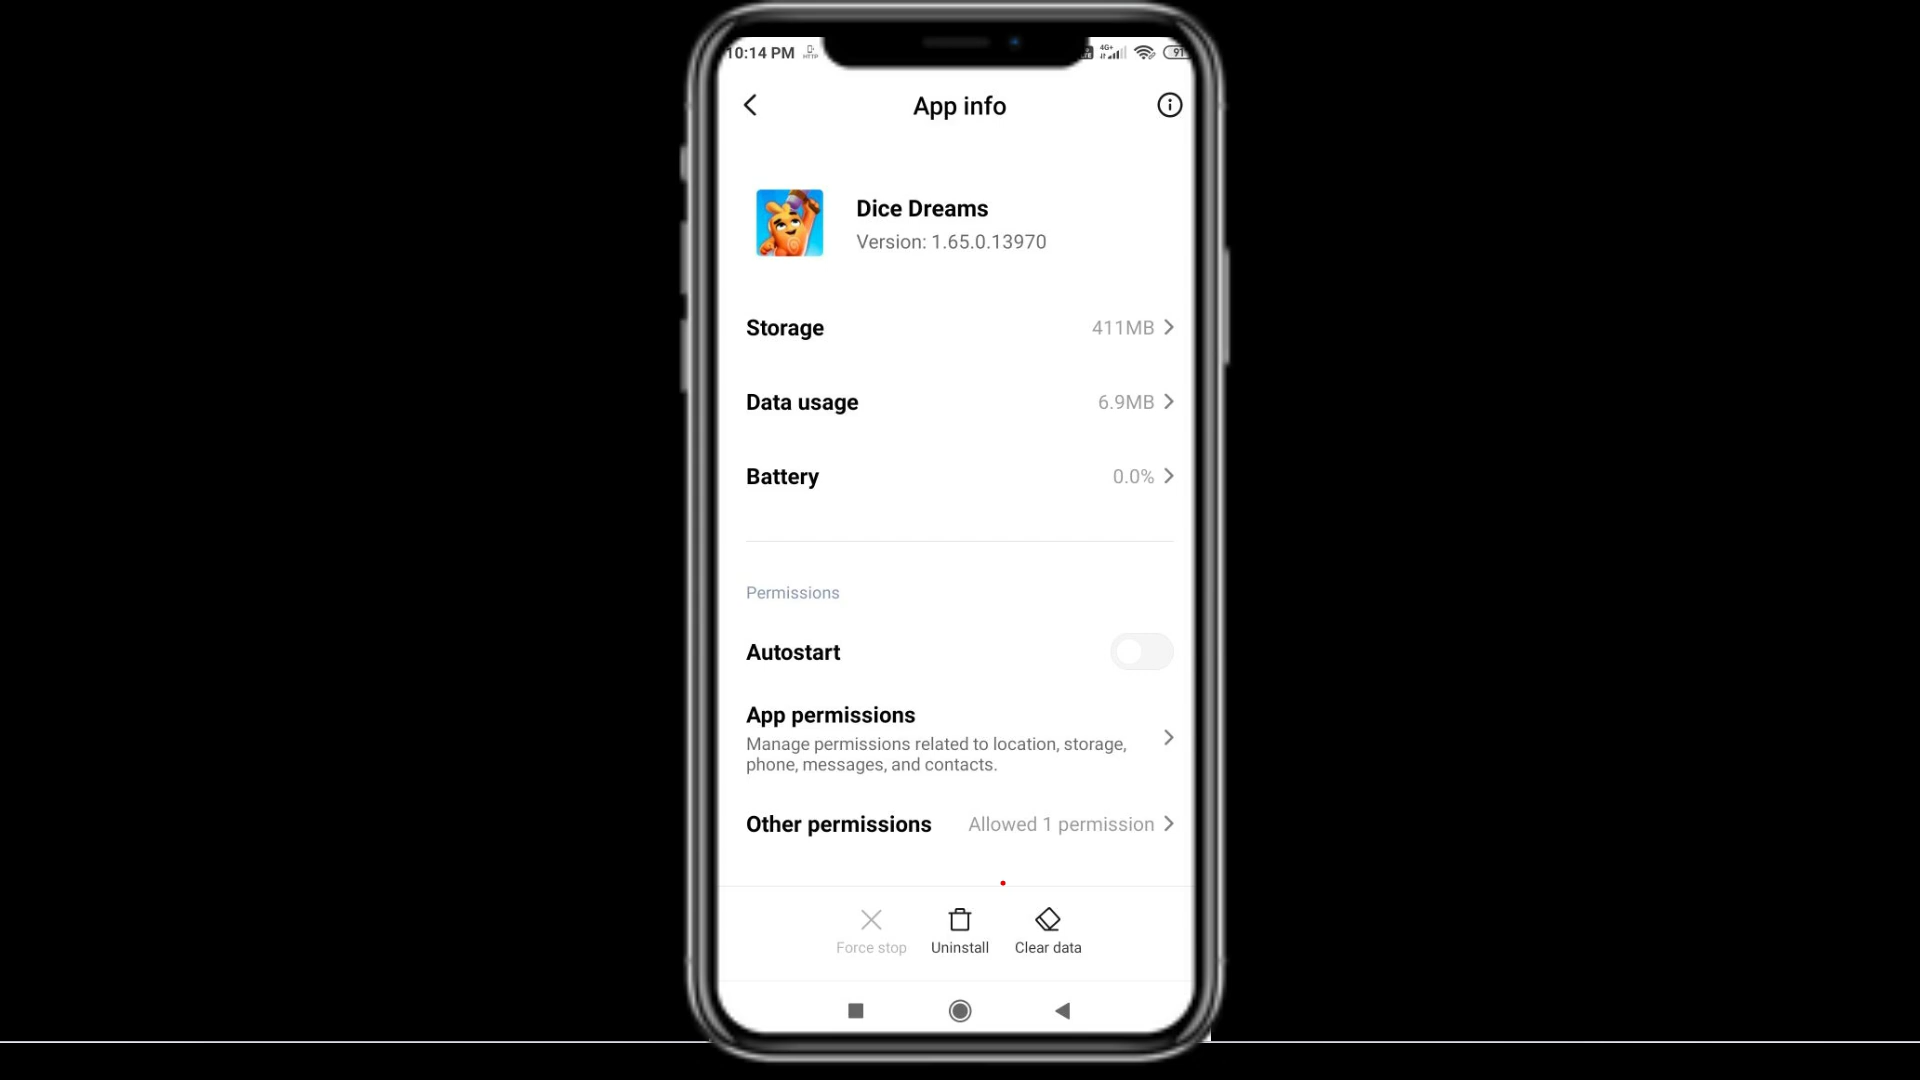 10:14 PM
4G+
91
App info
Dice Dreams
Version: 1.65.0.13970
Storage
411MB
Data usage
6.9MB
Battery
0.0%
Permissions
Autostart
App permissions
Manage permissions related to location, storage,
phone, messages, and contacts.
Other permissions
Allowed 1 permission
Force stop
Uninstall
Clear data